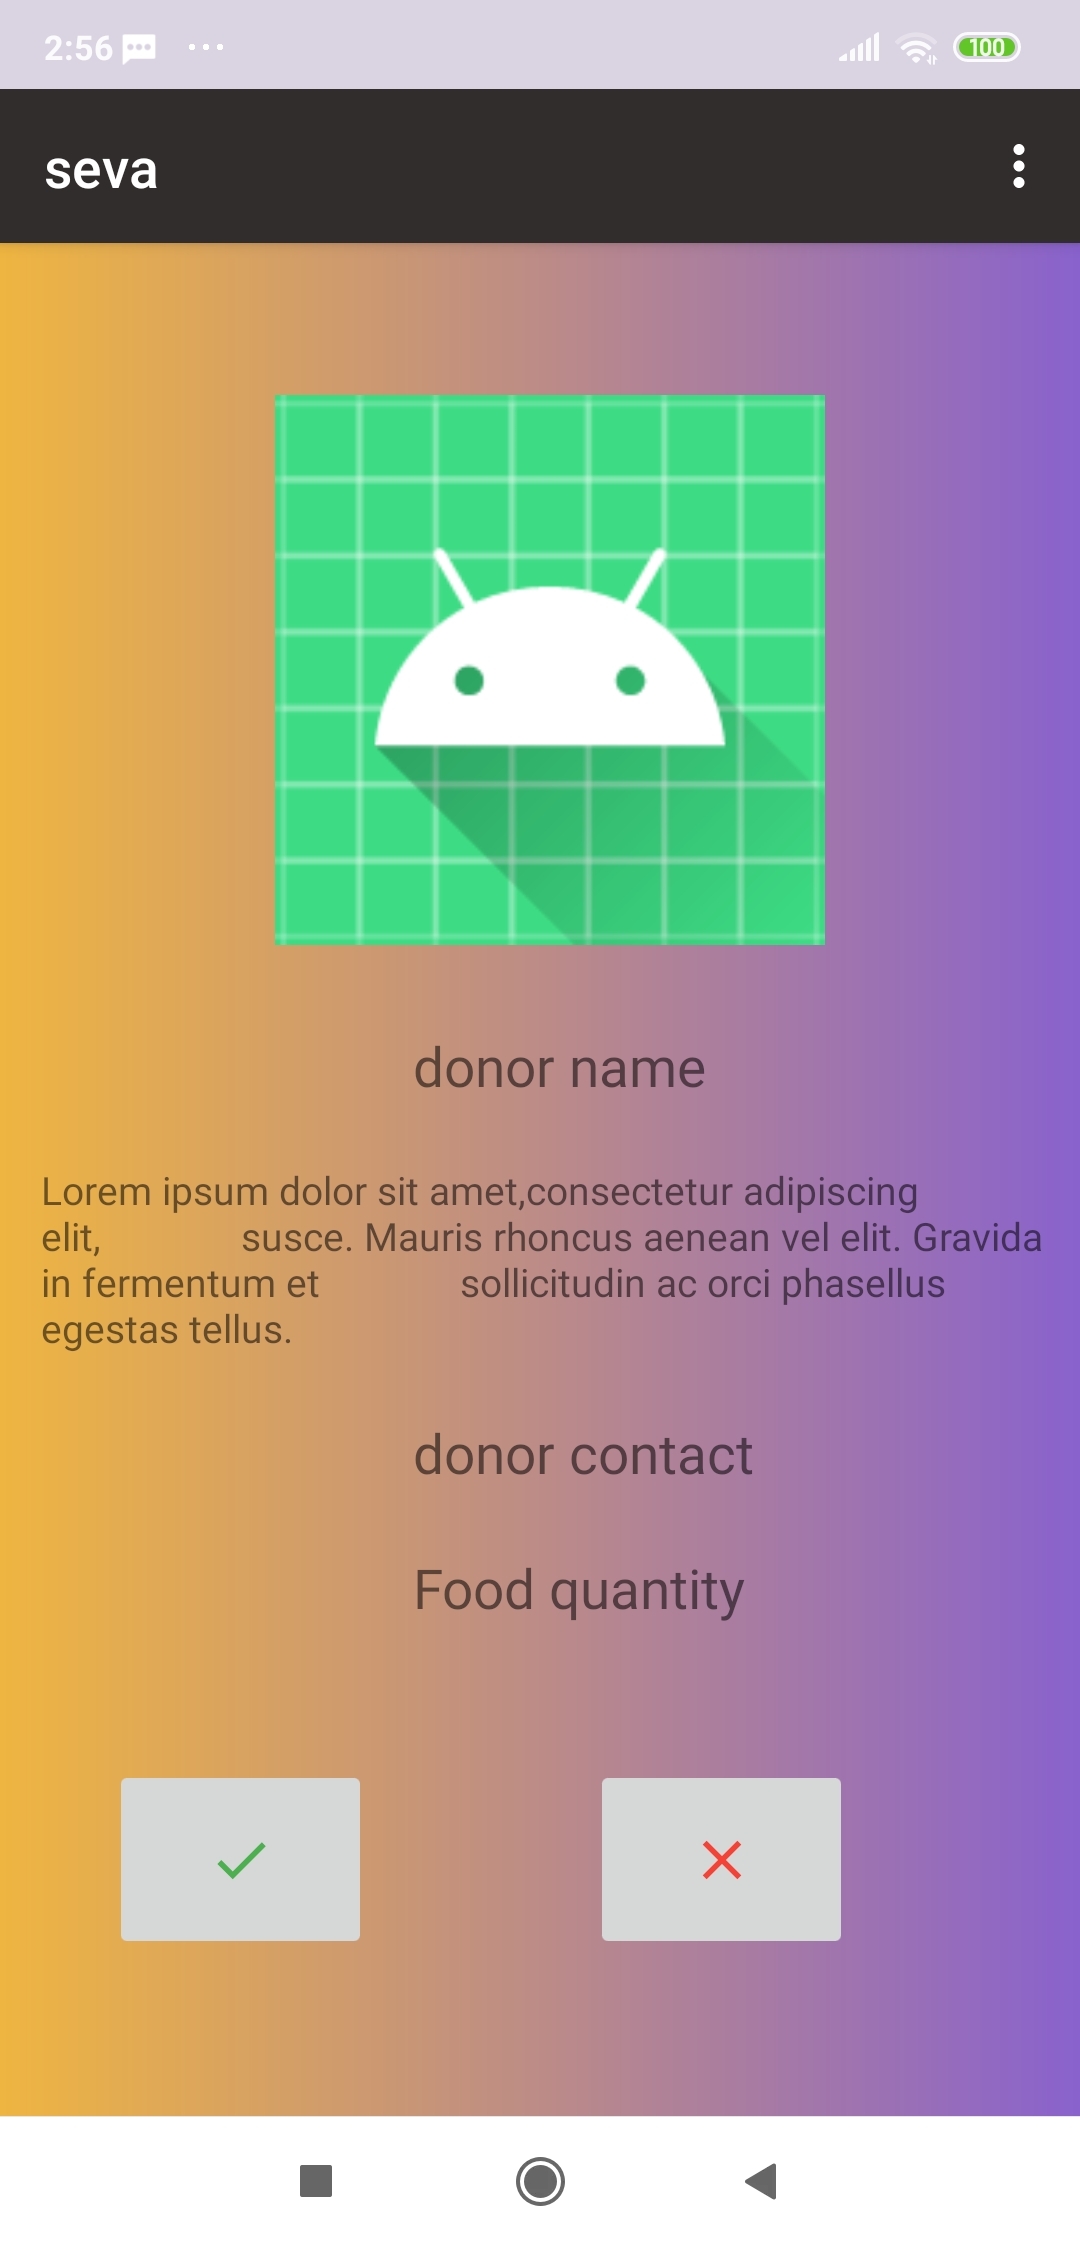 2:56
100
seva
donor name
Lorem ipsum dolor sit amet,consectetur adipiscing
elit, susce. Mauris rhoncus aenean vel elit. Gravida
in fermentum et sollicitudin ac orci phasellus
egestas tellus.
donor contact
Food quantity